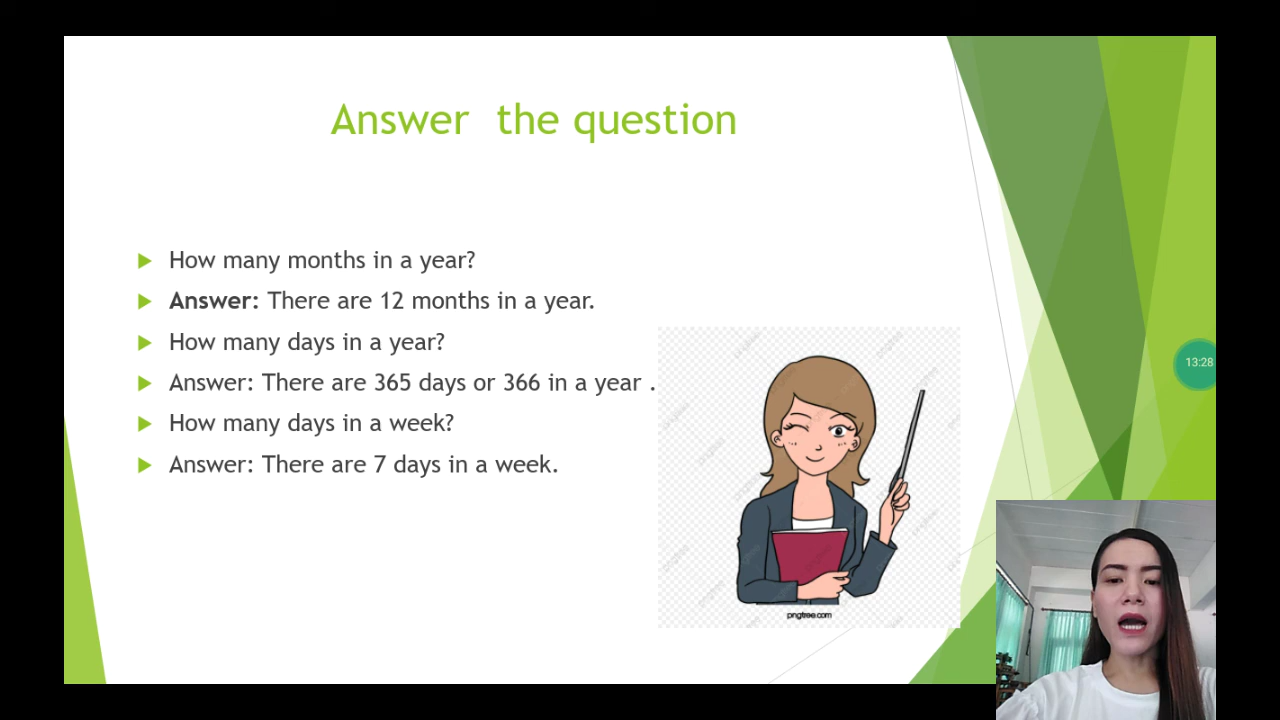 Answer the question
How many months in a year?
Answer: There are 12 months in a year.
How many days in a year?
Answer: There are 365 days or 366 in a year .
How many days in a week?
Answer: There are 7 days in a week.
13:28
pngtree.com